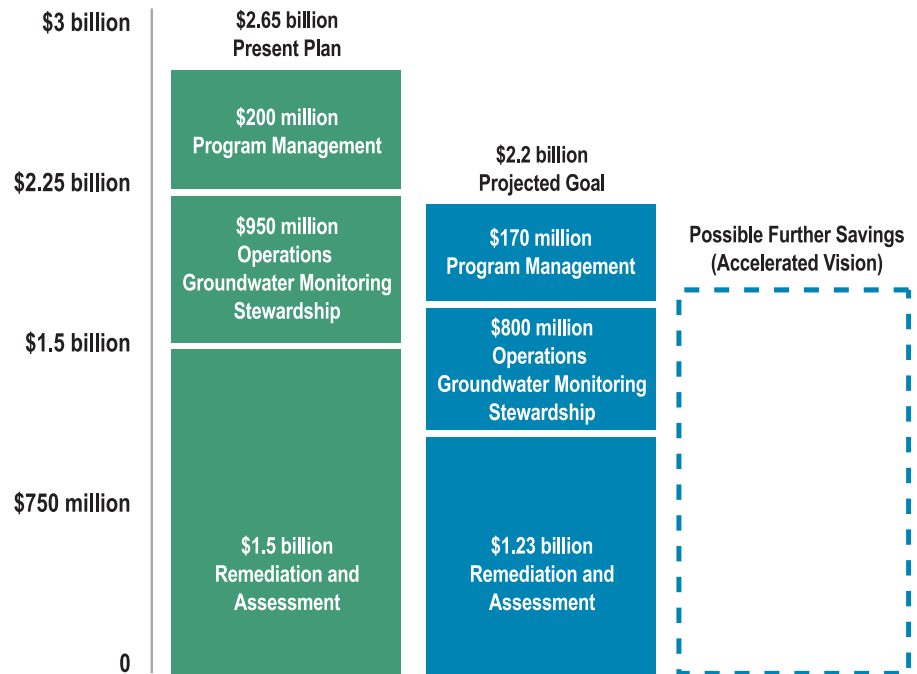 $3 billion
$2.25 billion
$1.5 billion
$750 million
0
$2.65 billion
Present Plan
$200 million
Program Management
$950 million
Operations
Groundwater Monitoring
Stewardship
$1.5 billion
Remediation and
Assessment
$2.2 billion
Projected Goal
$170 million
Program Management
$800 million
Operations
Groundwater Monitoring
Stewardship
$1.23 billion
Remediation and
Assessment
Possible Further Savings
(Accelerated Vision)